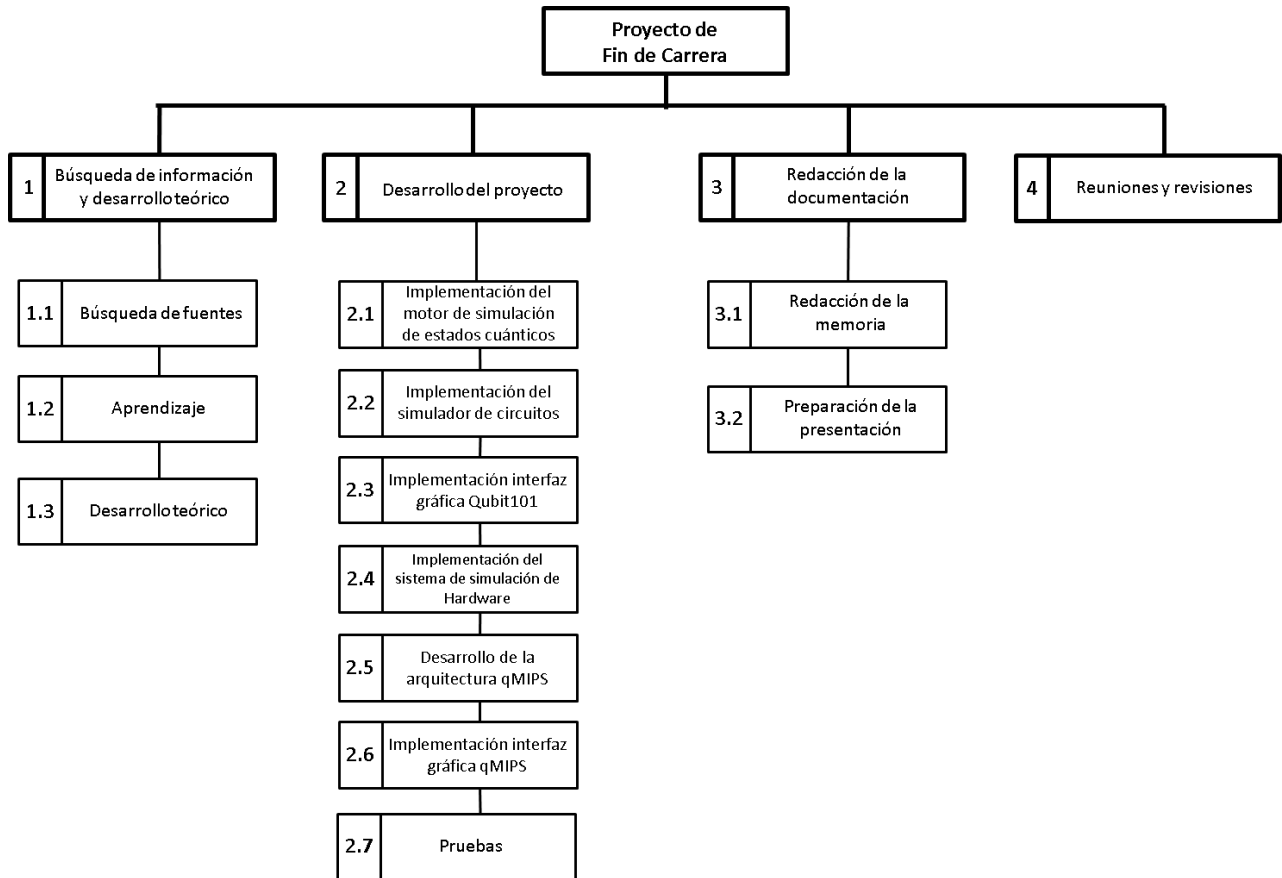 Proyecto de
Fin de Carrera
1
Búsqueda de información
y desarrollo teórico
2
Desarrollo del proyecto
3
Redacción de la
documentación
4
Reuniones y revisiones
1.1
Búsqueda de fuentes
1.2
Aprendizaje
1.3
Desarrollo teórico
2.1
Implementación del
motor de simulación
de estados cuánticos
2.2
Implementación del
simulador de circuitos
2.3
Implementación interfaz
gráfica Qubit101
2.4
Implementación del
sistema de simulación de
Hardware
2.5
Desarrollo de la
arquitectura qMIPS
2.6
Implementación interfaz
gráfica qMIPS
2.7
Pruebas
3.1
Redacción de la
memoria
3.2
Preparación de la
presentación